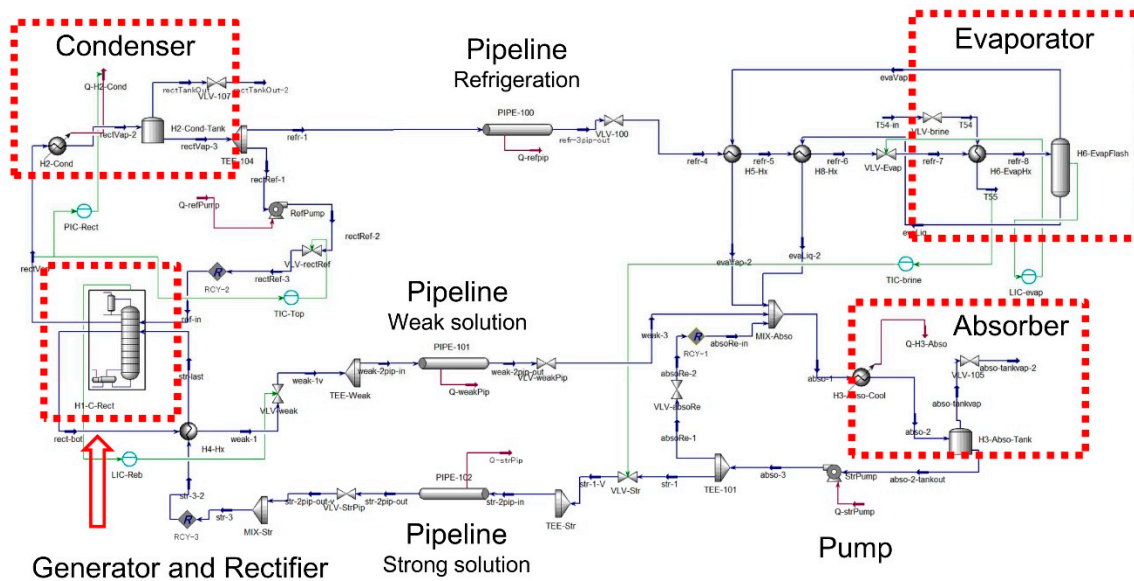 Condenser
Pipeline
Refrigeration
Evaporator
Q-H2-Cond
rectTankOut
VLV-107
rectTankOut-2
rectVap-2
H2-Cond-Tank
rectVap-3
H2-Cond
TEE-104
refr-1
PIPE-100
Q-refpip
refr-3pip-out
VLV-100
refr-4
H5-Hx
refr-5
H8-Hx
refr-6
VLV-Evap
refr-7
H6-EvapHx
refr-8
H6-EvapFlash
evaVap
T54-in
VLV-brine
T54
T55
evaLiq
rectRef-1
Q-refPump
RefPump
rectRef-2
VLV-rectRef
rectRef-3
RCY-2
PIC-Rect
TIC-Top
ref-in
evaVap-2
evaLiq-2
TIC-brine
LIC-evap
Pipeline
Weak solution
H1-C-Rect
str-last
rect-bot
H4-Hx
weak-1
VLV-weak
weak-1v
TEE-Weak
weak-2pip-in
PIPE-101
Q-weakPip
weak-2pip-out
VLV-weakPip
weak-3
RCY-1
absoRe-in
MIX-Abso
absoRe-2
VLV-absoRe
absoRe-1
abso-1
Absorber
Q-H3-Abso
H3-Abso-Cool
VLV-105
abso-tankvap-2
abso-tankvap
abso-2
H3-Abso-Tank
abso-2-tankout
LIC-Reb
str-3-2
RCY-3
str-3
MIX-Str
str-2pip-out-v
VLV-StrPip
str-2pip-out
PIPE-102
Q-strPip
str-2pip-in
TEE-Str
str-1-V
VLV-Str
str-1
TEE-101
abso-3
StrPump
Q-strPump
Generator and Rectifier
Pipeline
Strong solution
Pump